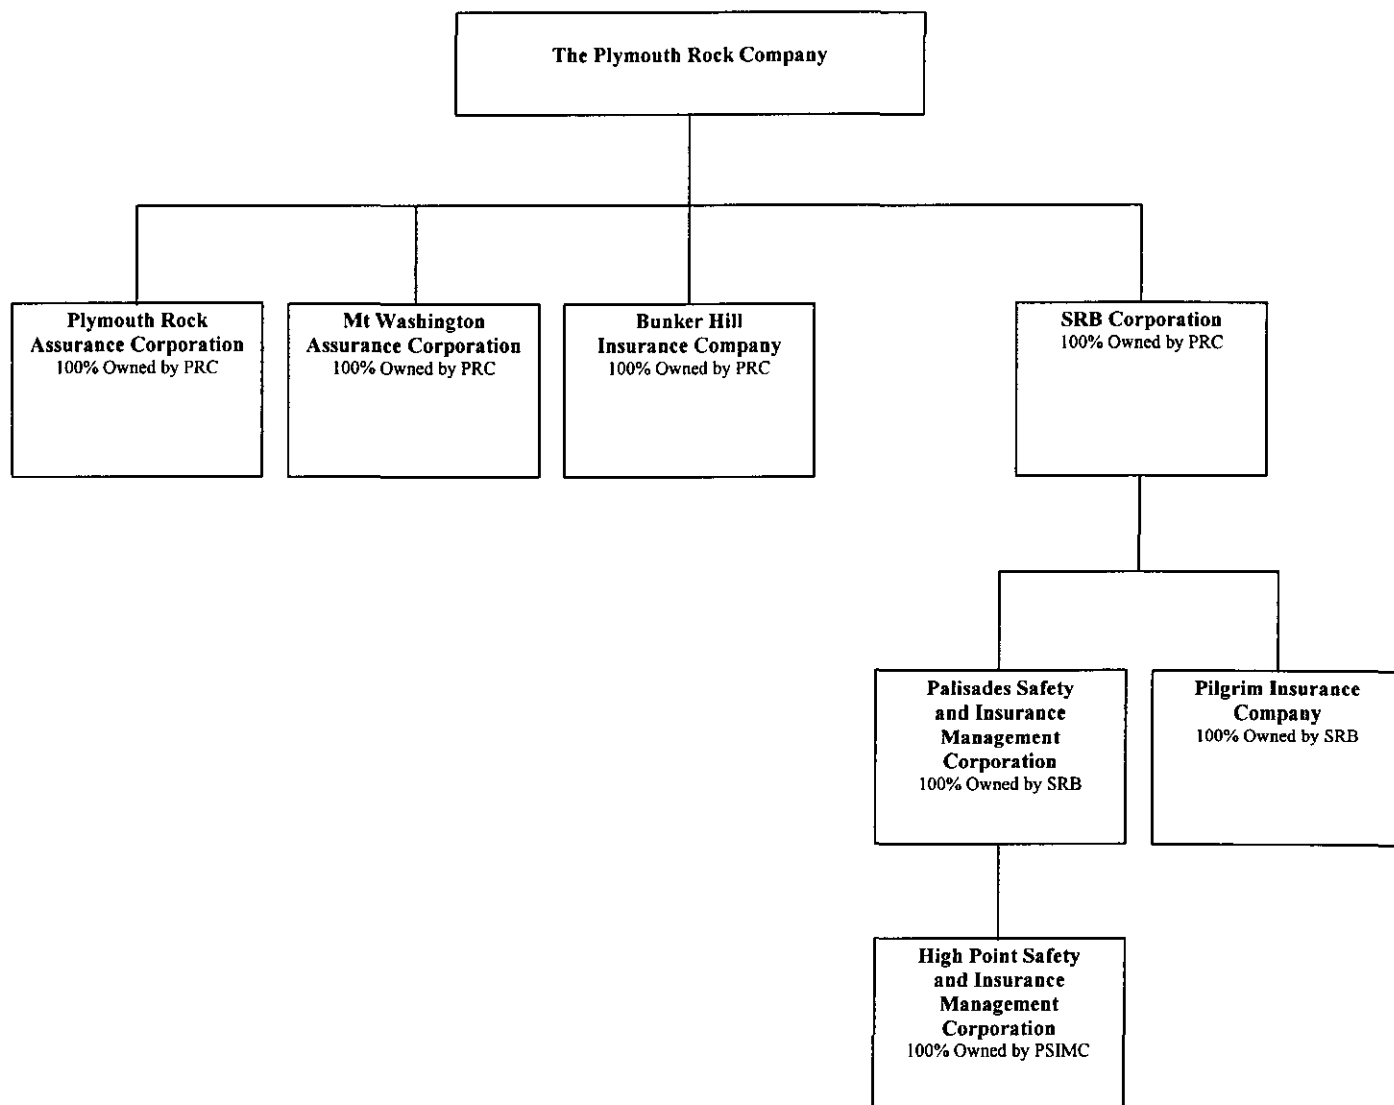 The Plymouth Rock Company
Plymouth Rock
Assurance Corporation
100% Owned by PRC
Mt Washington
Assurance Corporation
100% Owned by PRC
Bunker Hill
Insurance Company
100% Owned by PRC
SRB Corporation
100% Owned by PRC
Palisades Safety
and Insurance
Management
Corporation
100% Owned by SRB
Pilgrim Insurance
Company
100% Owned by SRB
High Point Safety
and Insurance
Management
Corporation
100% Owned by PSIMC